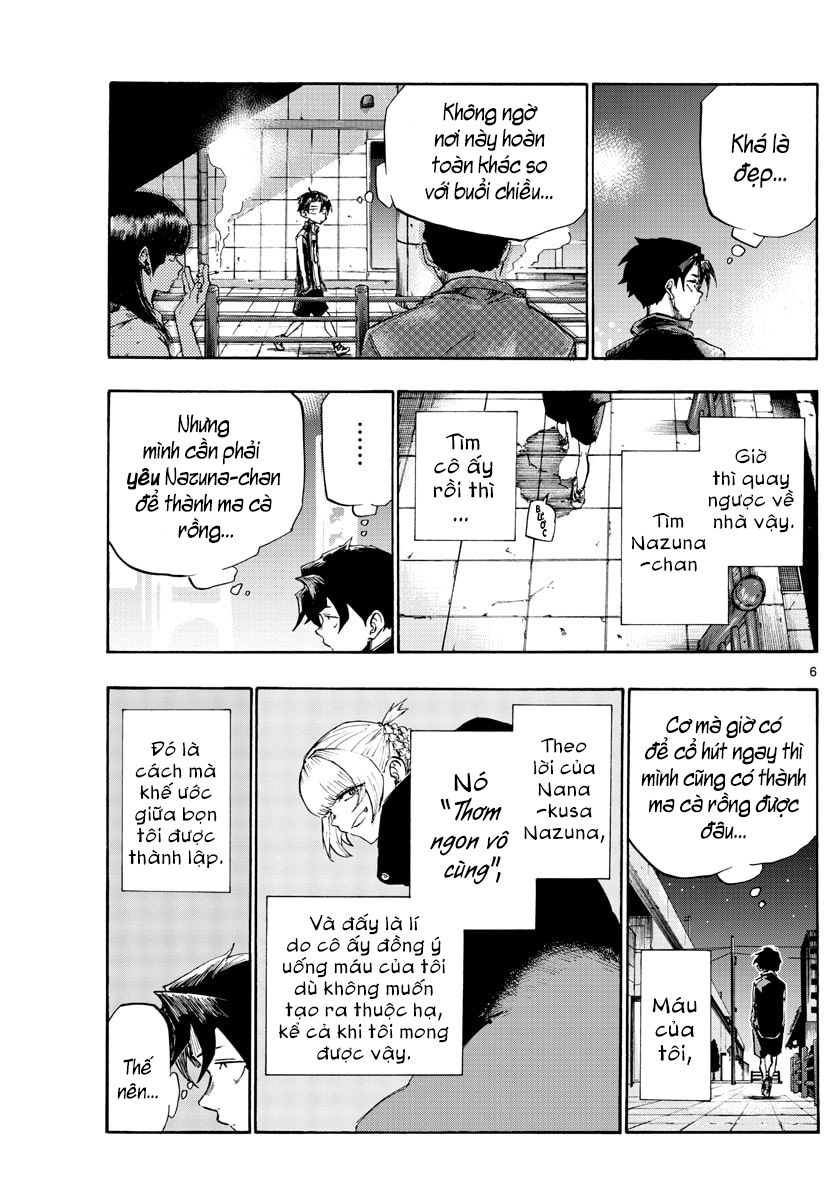 Khá là
đẹp...
Không ngờ
nơi này hoàn
toàn khác so
với buổi chiều...
Giờ
thì quay
ngược về
nhà vậy.
Tìm
Nazuna
-chan
Tìm
cô ấy
rồi thì
...
BƯỚC
.......
Nhưng
mình cần phải
yêu Nazuna-chan
để thành ma cà
rồng...
6
Cơ mà giờ có
để cổ hút ngay thì
mình cũng có thành
ma cà rồng được
đâu...
Máu
của
tôi,
Theo
lời của
Nana
-kusa
Nazuna,
Nó
"Thơm
ngon vô
cùng",
Và đấy là lí
do cô ấy đồng ý
uống máu của tôi
dù không muốn
tạo ra thuộc hạ,
kể cả khi tôi mong
được vậy.
Đó là
cách mà
khế ước
giữa bọn
tôi được
thành lập.
Thế
nên...